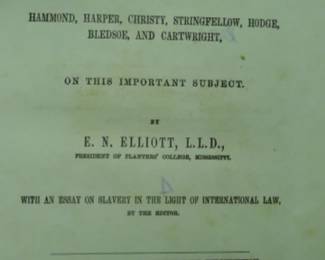 HAMMOND, HARPER, CHRISTY, STRINGFELLOW, HODGE,
BLEDSOE, AND CARTWRIGHT,
ON THIS IMPORTANT SUBJECT.
BY
E. N. ELLIOTT, L.L.D.,
PRESIDENT OF PLANTERS' COLLEGE, MISSISSIPPI.
WITH AN ESSAY ON SLAVERY IN THE LIGHT OF INTERNATIONAL LAW,
BY THE EDITOR.